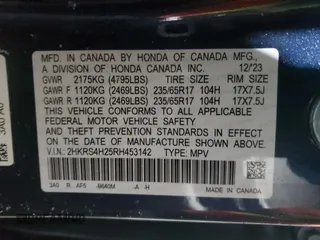 MFD. IN CANADA BY HONDA OF CANADA MFG.,
A DIVISION OF HONDA CANADA INC. 12/23
GVWR 2175KG (4795LBS) TIRE SIZE RIM SIZE
GAWR F 1120KG (2469LBS) 235/65R17 104H 17X7.5J
GAWR R 1120KG (2469LBS) 235/65R17 104H 17X7.5J
THIS VEHICLE CONFORMS TO ALL APPLICABLE
FEDERAL MOTOR VEHICLE SAFETY STANDARDS
IN EFFECT ON THE DATE OF MANUFACTURE
SHOWN ABOVE.
V.I.N.: 2HKRS4H25RH453142 TYPE: MPV
3A0 R AF5 -B640M -A H
MADE IN CANADA